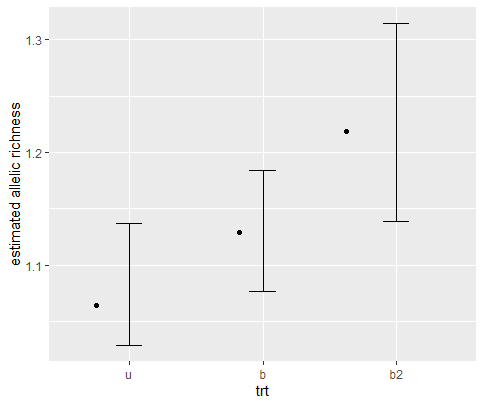 estimated allelic richness
1.3
1.2
1.1
u b b2
trt